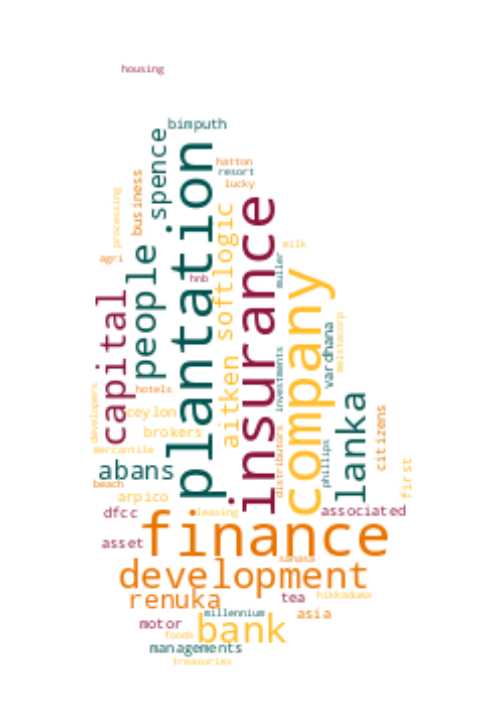 housing
bimputh
spence
plantation
hatton
resort
lucky
business
processing
insurance
softlogic
people
milk
agri
muller
hnb
company
capital
vardhana
melstacorp
investments
aitken
developers
hotels
lanka
ceylon
citizens
brokers
distributors
phillips
mercantile
abans
first
beach
arpico
dfcc
leasing
associated
finance
asset
sanasa
development
renuka
tea
hikkaduwa
millennium
asia
motor
bank
foods
managements
treasuries